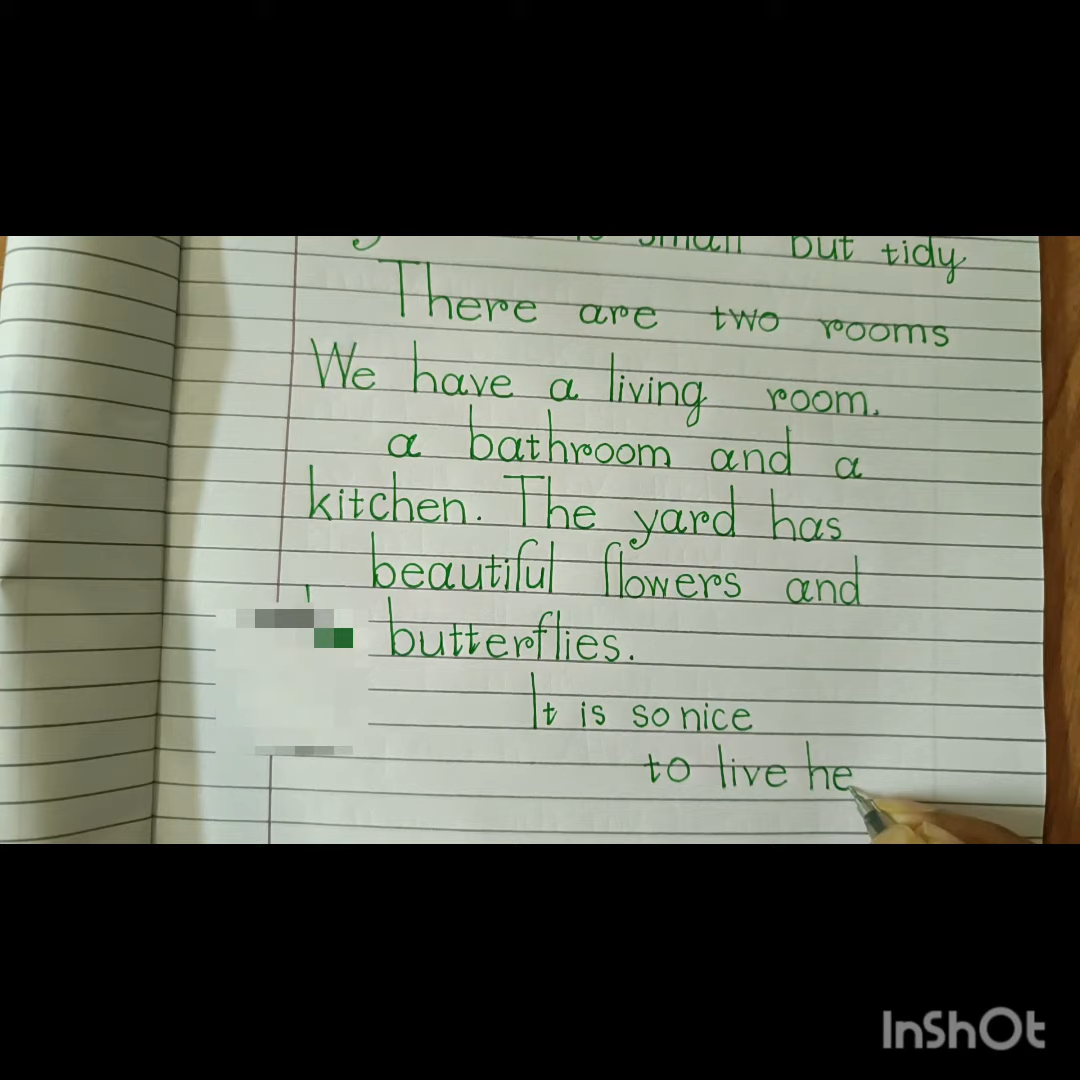 small but tidy
There are two rooms
We have a living room.
a bathroom and a
kitchen. The yard has
beautiful flowers and
butterflies.
It is so nice
to live he
InShOt